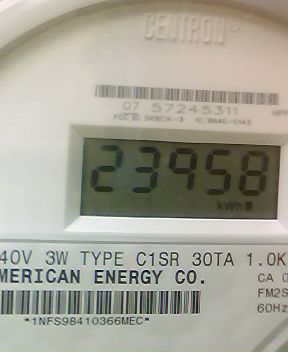 CENTRON
07 57245311
23958
kWh
40V 3W TYPE C1SR 30TA 1.0K
MERICAN ENERGY CO.
CA
FM2S
60Hz
*1NFS98410366MEC*